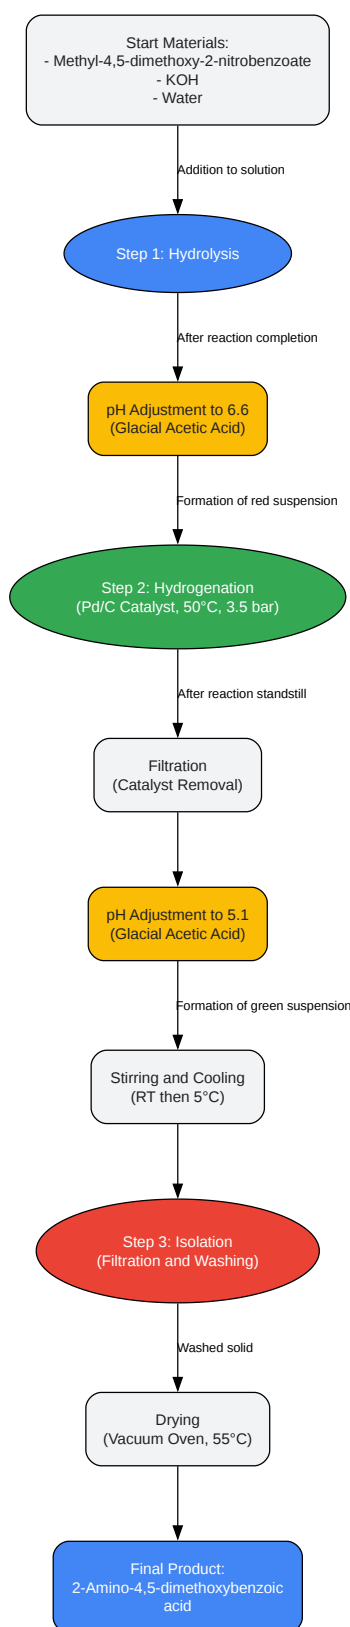 Start Materials:
- Methyl-4,5-dimethoxy-2-nitrobenzoate
- KOH
- Water
Addition to solution
Step 1: Hydrolysis
After reaction completion
pH Adjustment to 6.6
(Glacial Acetic Acid)
Formation of red suspension
Step 2: Hydrogenation
(Pd/C Catalyst, 50°C, 3.5 bar)
After reaction standstill
Filtration
(Catalyst Removal)
pH Adjustment to 5.1
(Glacial Acetic Acid)
Formation of green suspension
Stirring and Cooling
(RT then 5°C)
Step 3: Isolation
(Filtration and Washing)
Washed solid
Drying
(Vacuum Oven, 55°C)
Final Product:
2-Amino-4,5-dimethoxybenzoic
acid